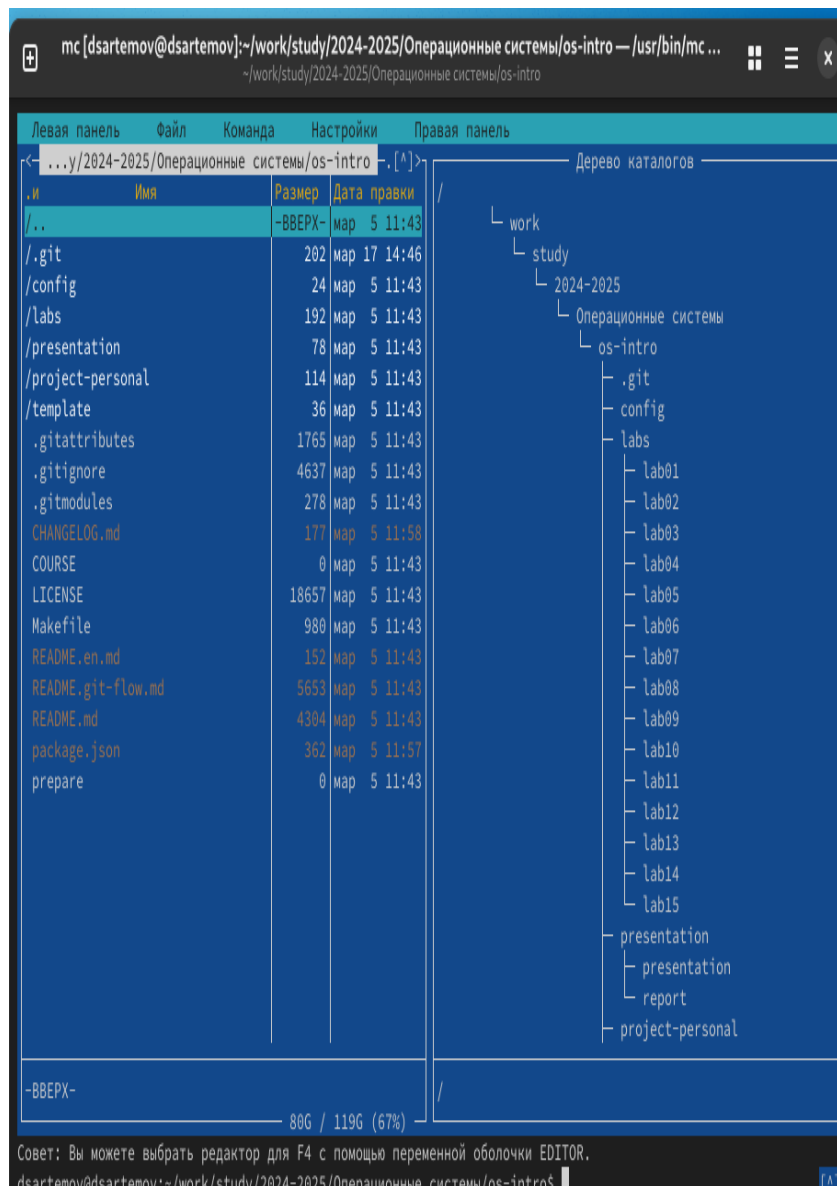 mc [dsartemov@dsartemov]:~/work/study/2024-2025/Операционные системы/os-intro — /usr/bin/mc ...
~/work/study/2024-2025/Операционные системы/os-intro
Левая панель Файл Команда Настройки Правая панель
<- ...y/2024-2025/Операционные системы/os-intro -.[^]>
.и Имя Размер Дата правки
/.. -ВВЕРХ- мар 5 11:43
/.git 202 мар 17 14:46
/config 24 мар 5 11:43
/labs 192 мар 5 11:43
/presentation 78 мар 5 11:43
/project-personal 114 мар 5 11:43
/template 36 мар 5 11:43
.gitattributes 1765 мар 5 11:43
.gitignore 4637 мар 5 11:43
.gitmodules 278 мар 5 11:43
CHANGELOG.md 177 мар 5 11:58
COURSE 0 мар 5 11:43
LICENSE 18657 мар 5 11:43
Makefile 980 мар 5 11:43
README.en.md 152 мар 5 11:43
README.git-flow.md 5653 мар 5 11:43
README.md 4304 мар 5 11:43
package.json 362 мар 5 11:57
prepare 0 мар 5 11:43
-ВВЕРХ-
80G / 119G (67%)
Дерево каталогов
/
work
study
2024-2025
Операционные системы
os-intro
.git
config
labs
lab01
lab02
lab03
lab04
lab05
lab06
lab07
lab08
lab09
lab10
lab11
lab12
lab13
lab14
lab15
presentation
presentation
report
project-personal
/
Совет: Вы можете выбрать редактор для F4 с помощью переменной оболочки EDITOR.
dsartemov@dsartemov:~/work/study/2024-2025/Операционные системы/os-intro$ [^]